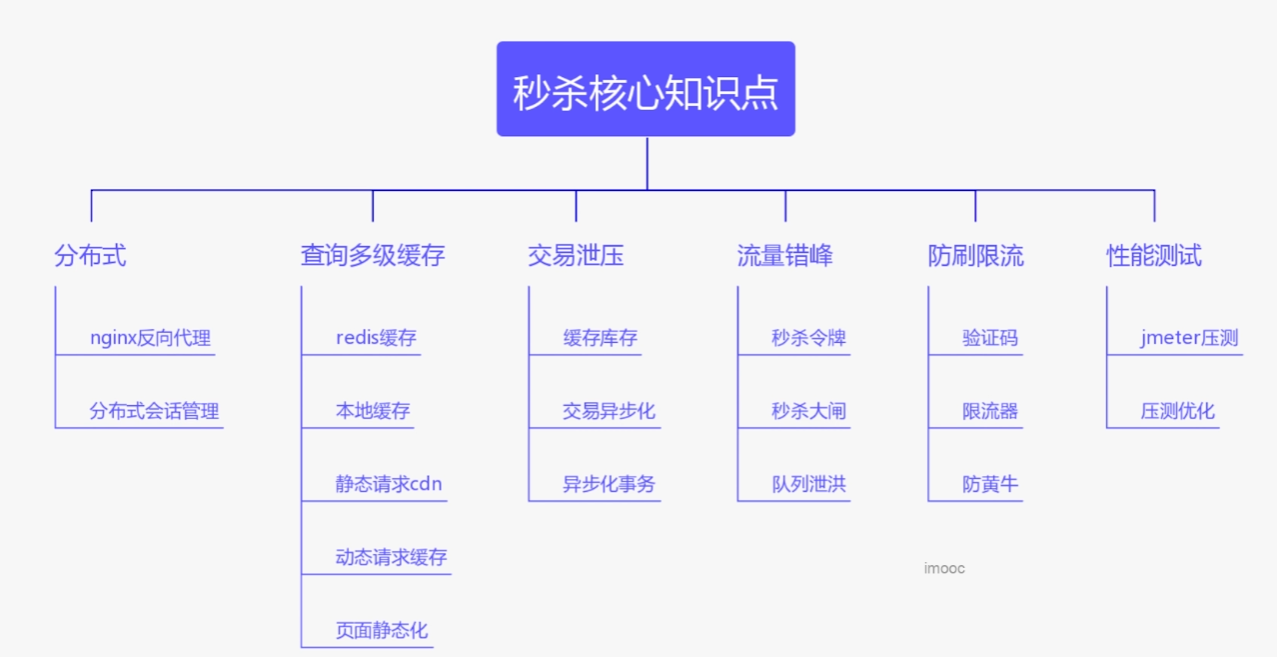 秒杀核心知识点
分布式
nginx反向代理
分布式会话管理
查询多级缓存
redis缓存
本地缓存
静态请求cdn
动态请求缓存
页面静态化
交易泄压
缓存库存
交易异步化
异步化事务
流量错峰
秒杀令牌
秒杀大闸
队列泄洪
防刷限流
验证码
限流器
防黄牛
性能测试
jmeter压测
压测优化
imooc